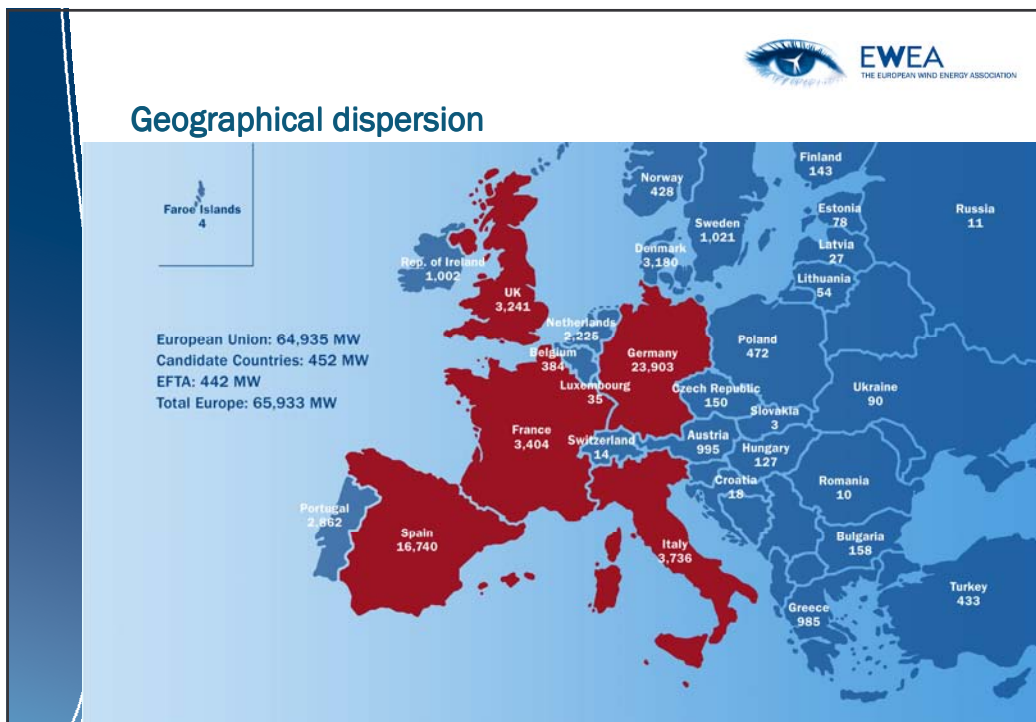 EWEA
THE EUROPEAN WIND ENERGY ASSOCIATION
Geographical dispersion
Faroe Islands
4
Norway
428
Finland
143
Sweden
1,021
Estonia
78
Russia
11
Latvia
27
Lithuania
54
Denmark
3,180
Rep. of Ireland
1,002
UK
3,241
Netherlands
2,225
Belgium
384
Luxembourg
35
Germany
23,903
Poland
472
Czech Republic
150
Slovakia
3
Ukraine
90
European Union: 64,935 MW
Candidate Countries: 452 MW
EFTA: 442 MW
Total Europe: 65,933 MW
France
3,404
Switzerland
14
Austria
995
Hungary
127
Croatia
18
Romania
10
Bulgaria
158
Portugal
2,862
Spain
16,740
Italy
3,736
Greece
985
Turkey
433